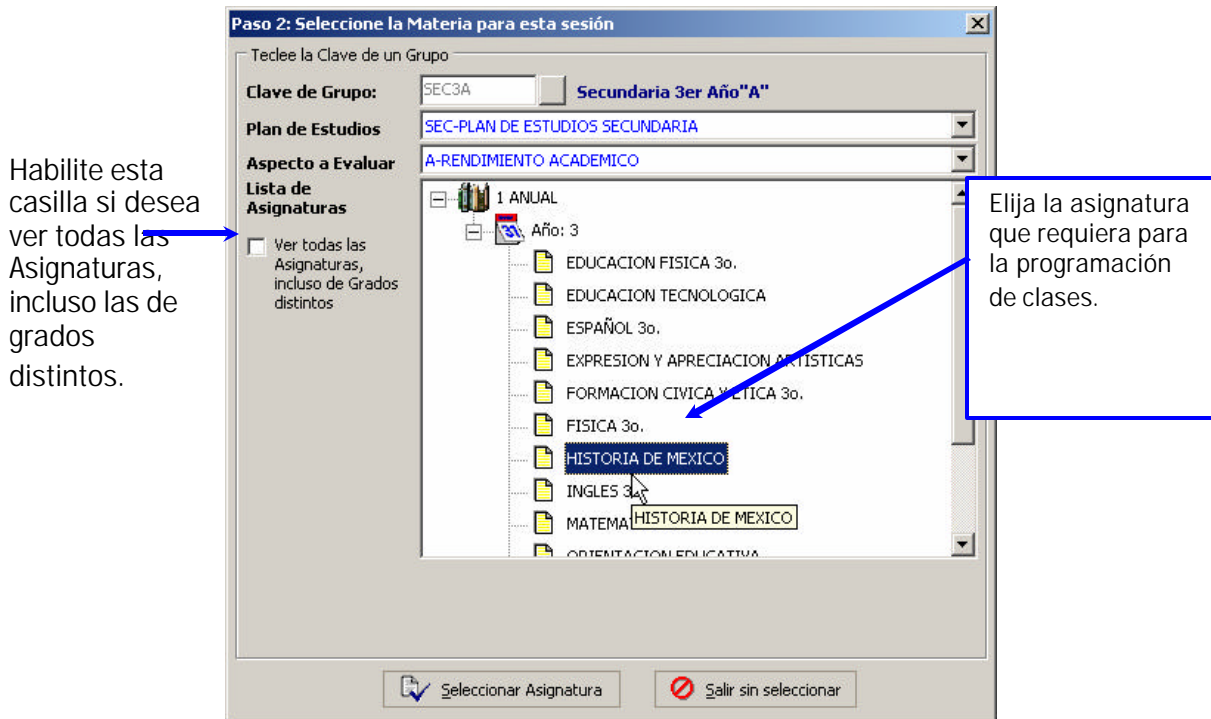 Paso 2: Seleccione la Materia para esta sesión
Teclee la Clave de un Grupo
Clave de Grupo:
SEC3A
Secundaria 3er Año"A"
Plan de Estudios
SEC-PLAN DE ESTUDIOS SECUNDARIA
Aspecto a Evaluar
A-RENDIMIENTO ACADEMICO
Lista de
Asignaturas
Ver todas las
Asignaturas,
incluso de Grados
distintos
1 ANUAL
Año: 3
EDUCACION FISICA 3o.
EDUCACION TECNOLOGICA
ESPAÑOL 3o.
EXPRESION Y APRECIACION ARTISTICAS
FORMACION CIVICA Y ETICA 3o.
FISICA 3o.
HISTORIA DE MEXICO
INGLES 3
HISTORIA DE MEXICO
ORIENTACION EDUCATIVA
Seleccionar Asignatura
Salir sin seleccionar
Habilite esta
casilla si desea
ver todas las
Asignaturas,
incluso las de
grados
distintos.
Elija la asignatura
que requiera para
la programación
de clases.